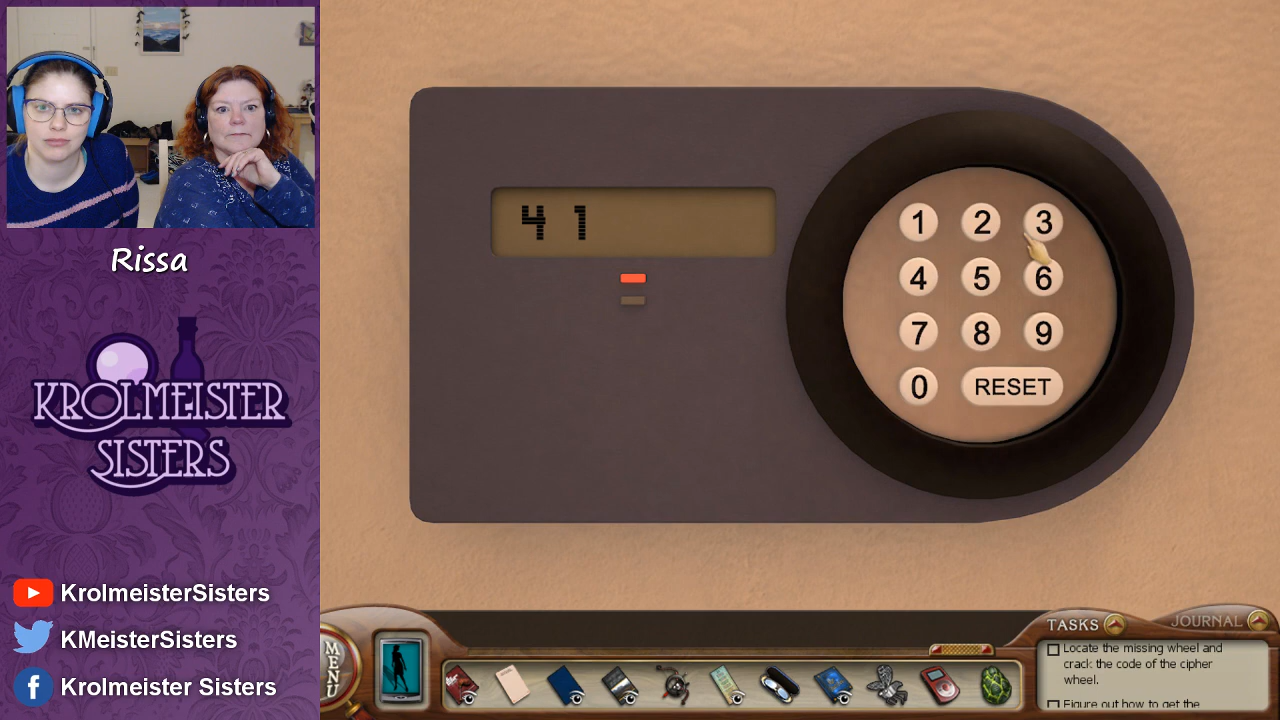 Rissa
KROLMEISTER
SISTERS
KrolmeisterSisters
KMeisterSisters
Krolmeister Sisters
4 1
1 2 3
4 5 6
7 8 9
0 RESET
MENU
TASKS
JOURNAL
Locate the missing wheel and
crack the code of the cipher
wheel.
Figure out how to get the